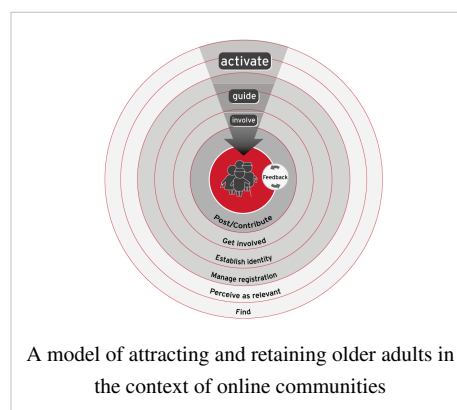 activate
guide
involve
Feedback
Post/Contribute
Get involved
Establish identity
Manage registration
Perceive as relevant
Find
A model of attracting and retaining older adults in
the context of online communities